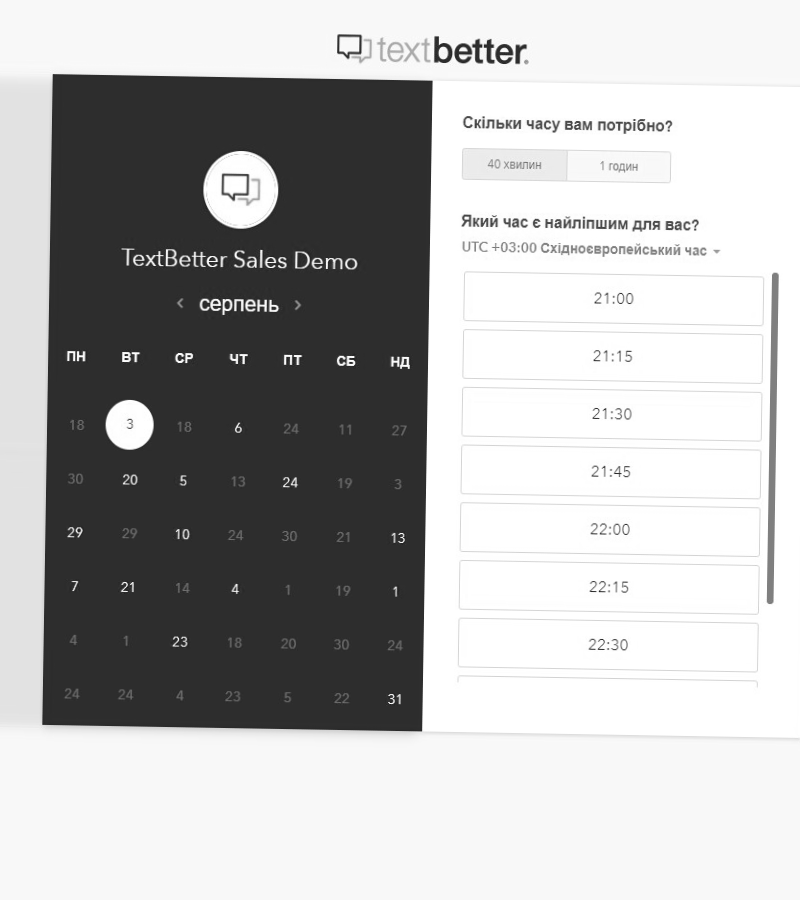 textbetter.
TextBetter Sales Demo
‹ серпень ›
ПН ВТ СР ЧТ ПТ СБ НД
18 3 18 6 24 11 27
30 20 5 13 24 19 3
29 29 10 24 30 21 13
7 21 14 4 1 19 1
4 1 23 18 20 30 24
24 24 4 23 5 22 31
Скільки часу вам потрібно?
40 хвилин 1 годин
Який час є найліпшим для вас?
UTC +03:00 Східноєвропейський час
21:00
21:15
21:30
21:45
22:00
22:15
22:30